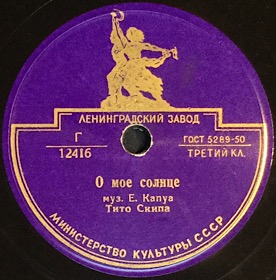 ЛЕНИНГРАДСКИЙ ЗАВОД
Г
12416
ГОСТ 5289-50
ТРЕТИЙ КЛ.
О мое солнце
муз. Е. Капуа
Тито Скипа
МИНИСТЕРСТВО КУЛЬТУРЫ СССР